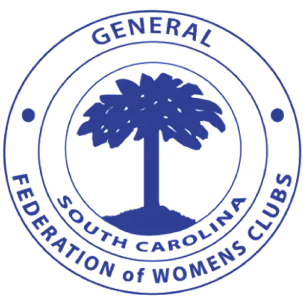 GENERAL
FEDERATION of WOMENS CLUBS
SOUTH CAROLINA